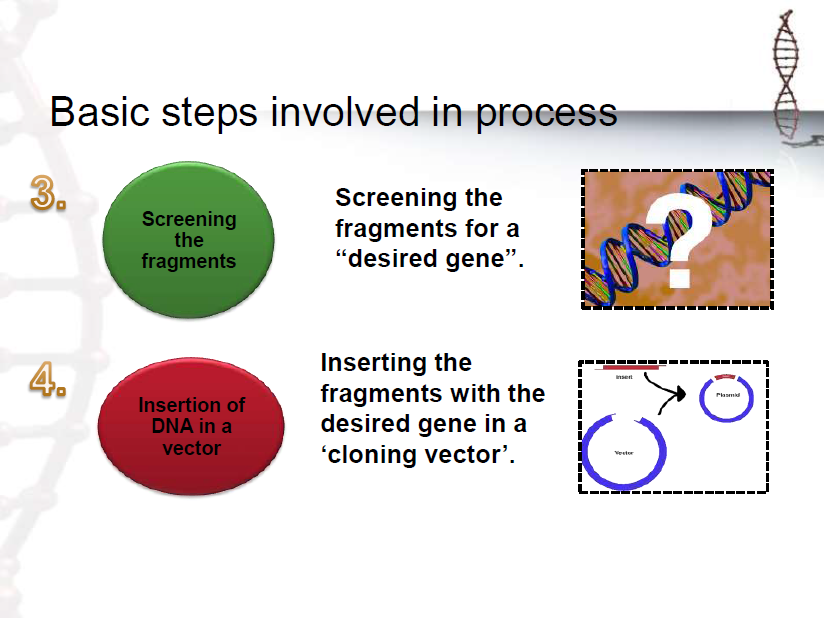 Basic steps involved in process
3.
Screening
the
fragments
Screening the
fragments for a
“desired gene”.
?
4.
Insertion of
DNA in a
vector
Inserting the
fragments with the
desired gene in a
‘cloning vector’.
Insert
Plasmid
Vector